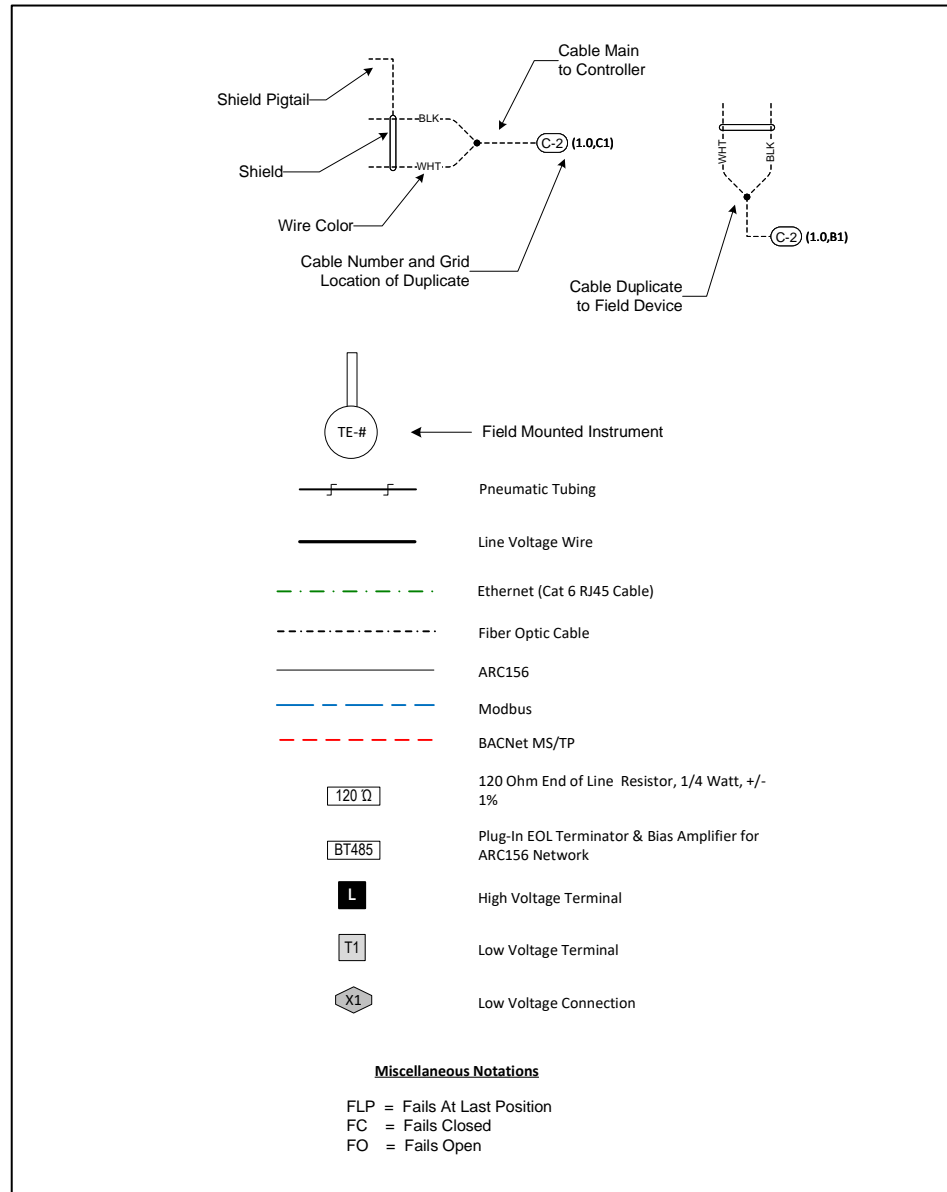 Cable Main
to Controller
Shield Pigtail
BLK
C-2 (1.0,C1)
WHT
Shield
Wire Color
Cable Number and Grid
Location of Duplicate
WHT
BLK
C-2 (1.0,B1)
Cable Duplicate
to Field Device
TE-#
Field Mounted Instrument
Pneumatic Tubing
Line Voltage Wire
Ethernet (Cat 6 RJ45 Cable)
Fiber Optic Cable
ARC156
Modbus
BACNet MS/TP
120 Ω
120 Ohm End of Line Resistor, 1/4 Watt, +/-
1%
BT485
Plug-In EOL Terminator & Bias Amplifier for
ARC156 Network
L
High Voltage Terminal
T1
Low Voltage Terminal
X1
Low Voltage Connection
Miscellaneous Notations
FLP = Fails At Last Position
FC = Fails Closed
FO = Fails Open